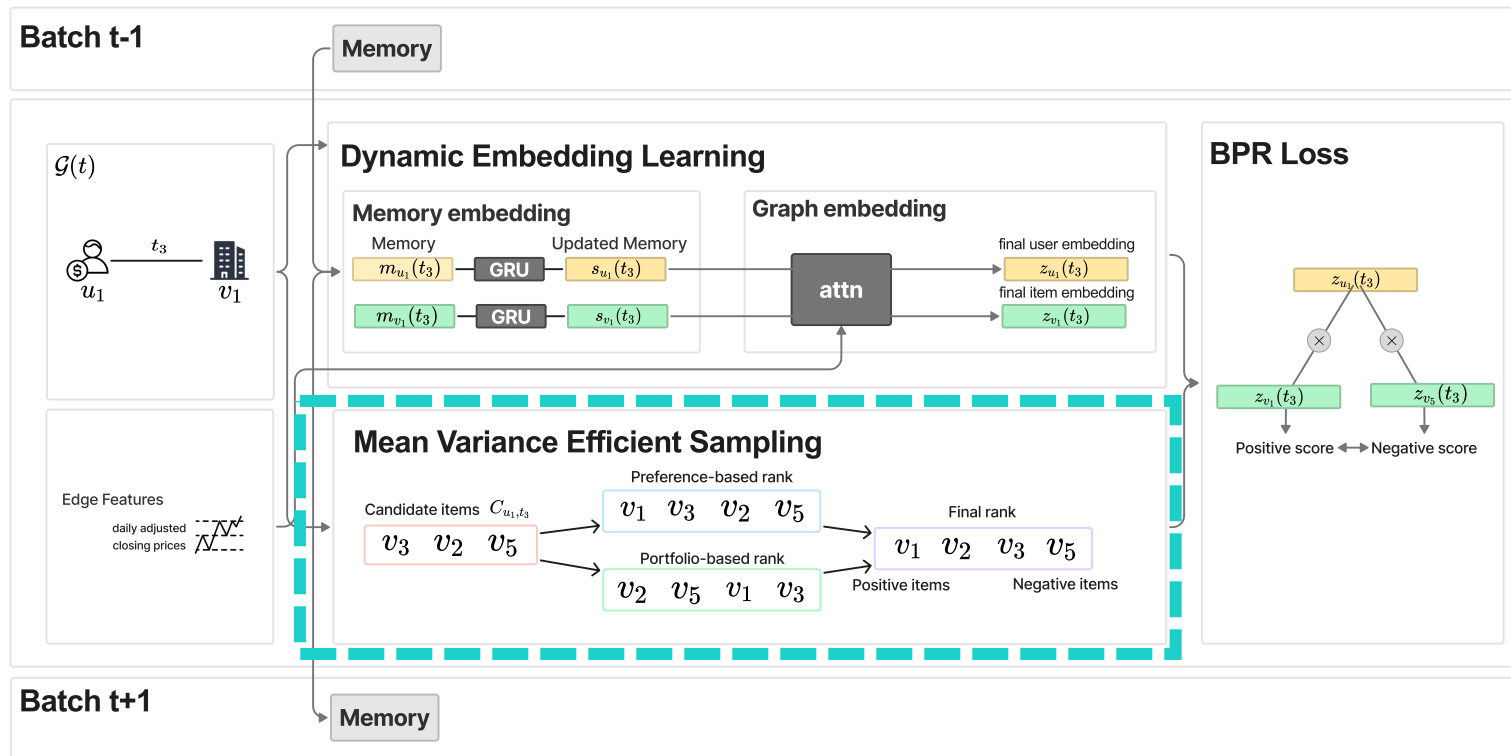 Batch t-1
Memory
𝒢(t)
t₃
$
u₁
v₁
Edge Features
daily adjusted
closing prices
Dynamic Embedding Learning
Memory embedding
Memory
Updated Memory
m_{u₁}(t₃)
GRU
s_{u₁}(t₃)
m_{v₁}(t₃)
GRU
s_{v₁}(t₃)
Graph embedding
attn
final user embedding
z_{u₁}(t₃)
final item embedding
z_{v₁}(t₃)
Mean Variance Efficient Sampling
Candidate items C_{u₁,t₃}
v₃ v₂ v₅
Preference-based rank
v₁ v₃ v₂ v₅
Portfolio-based rank
v₂ v₅ v₁ v₃
Final rank
v₁ v₂ v₃ v₅
Positive items
Negative items
BPR Loss
z_{u₁}(t₃)
× ×
z_{v₁}(t₃)
z_{v₅}(t₃)
Positive score
Negative score
Batch t+1
Memory